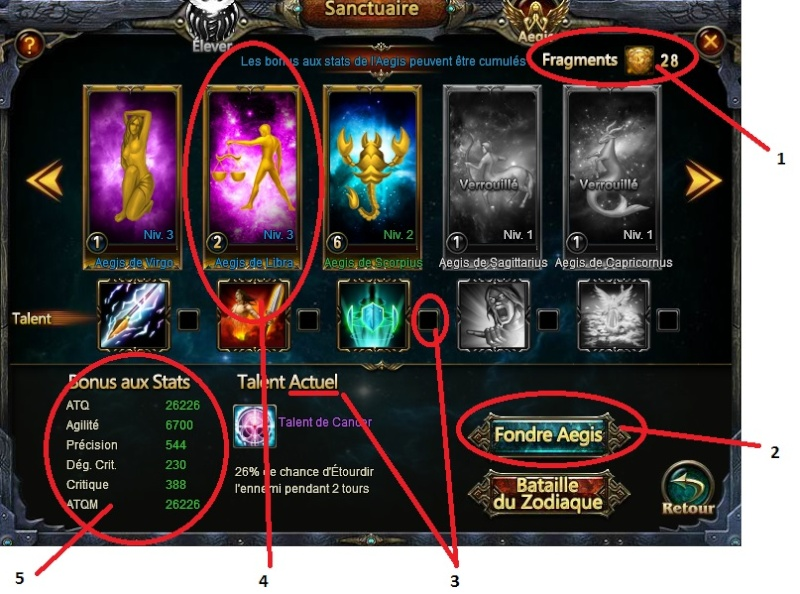 Sanctuaire
Élever
Aegis
?
Les bonus aux stats de l'Aegis peuvent être cumulés
Fragments 28
1
Verrouillé
Verrouillé
1 Niv. 3
2 Niv. 3
6 Niv. 2
1 Niv. 1
1 Niv. 1
Aegis de Virgo
Aegis de Libra
Aegis de Scorpius
Aegis de Sagittarius
Aegis de Capricornus
Talent
Bonus aux Stats
ATQ 26226
Agilité 6700
Précision 544
Dég. Crit. 230
Critique 388
ATQM 26226
Talent Actuel
Talent de Cancer
26% de chance d'Étourdir
l'ennemi pendant 2 tours
Fondre Aegis
2
Bataille
du Zodiaque
Retour
5
4
3